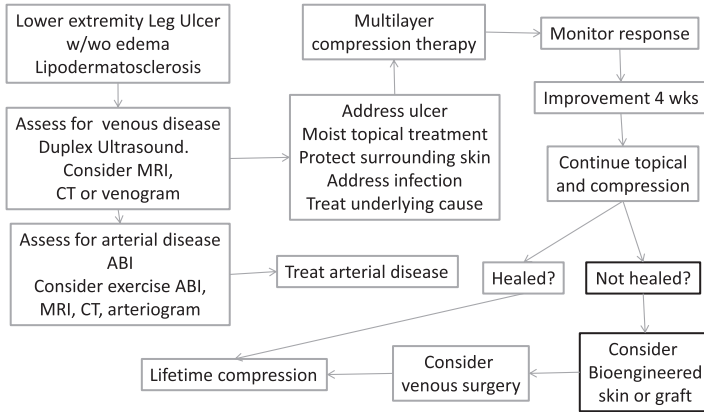 Lower extremity Leg Ulcer
w/wo edema
Lipodermatosclerosis
Assess for venous disease
Duplex Ultrasound.
Consider MRI,
CT or venogram
Assess for arterial disease
ABI
Consider exercise ABI,
MRI, CT, arteriogram
Treat arterial disease
Address ulcer
Moist topical treatment
Protect surrounding skin
Address infection
Treat underlying cause
Multilayer
compression therapy
Monitor response
Improvement 4 wks
Continue topical
and compression
Healed?
Not healed?
Consider
Bioengineered
skin or graft
Consider
venous surgery
Lifetime compression